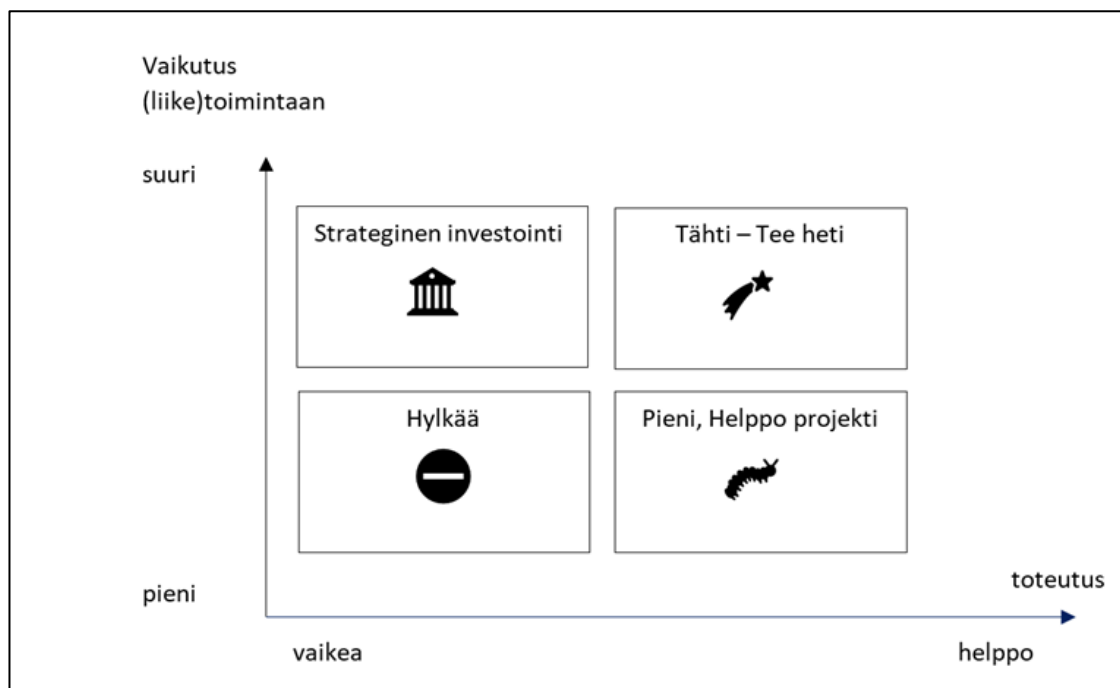 Vaikutus
(liike)toimintaan
suuri
Strateginen investointi
Tähti – Tee heti
Hylkää
Pieni, Helppo projekti
pieni
toteutus
vaikea
helppo